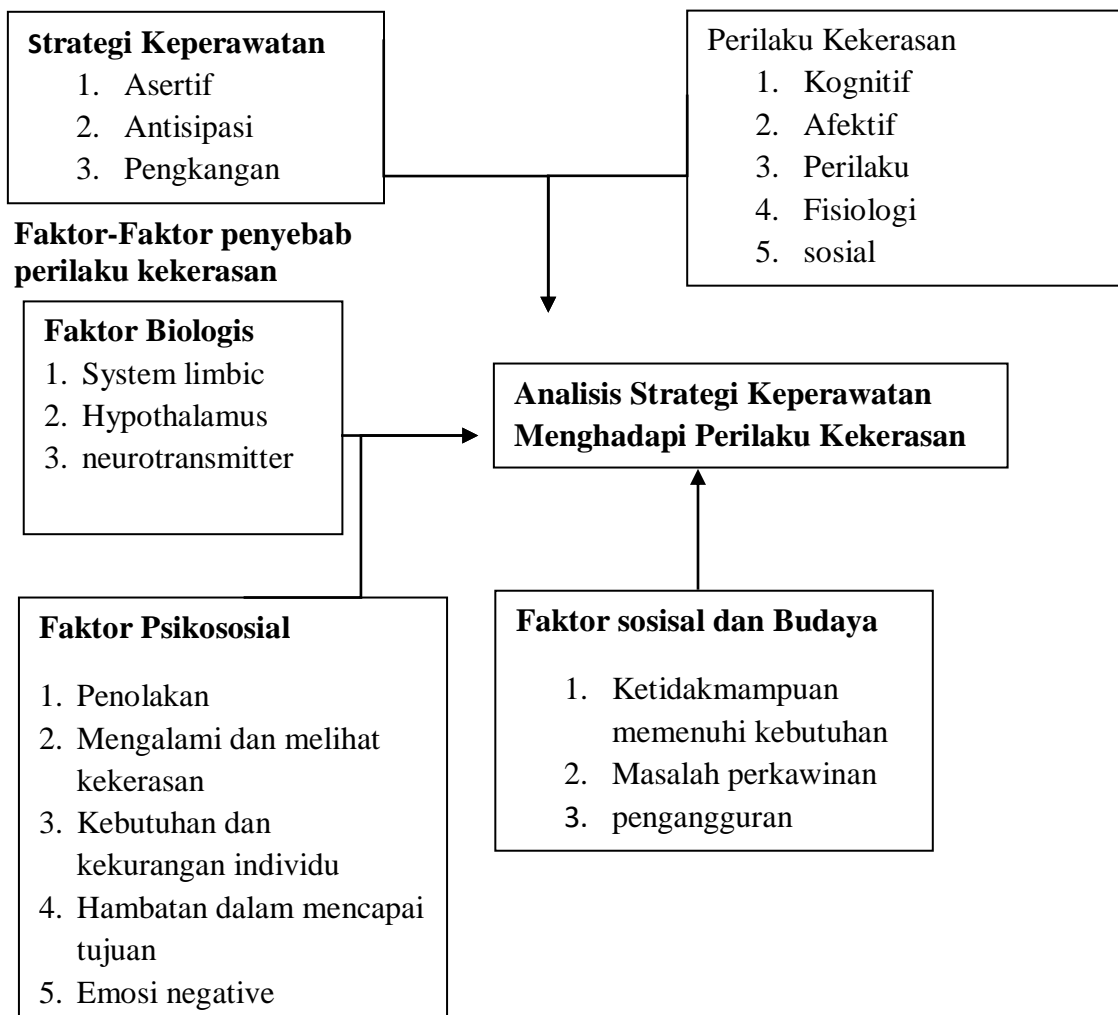 Strategi Keperawatan
1. Asertif
2. Antisipasi
3. Pengkangan
Perilaku Kekerasan
1. Kognitif
2. Afektif
3. Perilaku
4. Fisiologi
5. sosial
Faktor-Faktor penyebab
perilaku kekerasan
Faktor Biologis
1. System limbic
2. Hypothalamus
3. neurotransmitter
Analisis Strategi Keperawatan
Menghadapi Perilaku Kekerasan
Faktor Psikososial
1. Penolakan
2. Mengalami dan melihat
kekerasan
3. Kebutuhan dan
kekurangan individu
4. Hambatan dalam mencapai
tujuan
5. Emosi negative
Faktor sosisal dan Budaya
1. Ketidakmampuan
memenuhi kebutuhan
2. Masalah perkawinan
3. pengangguran